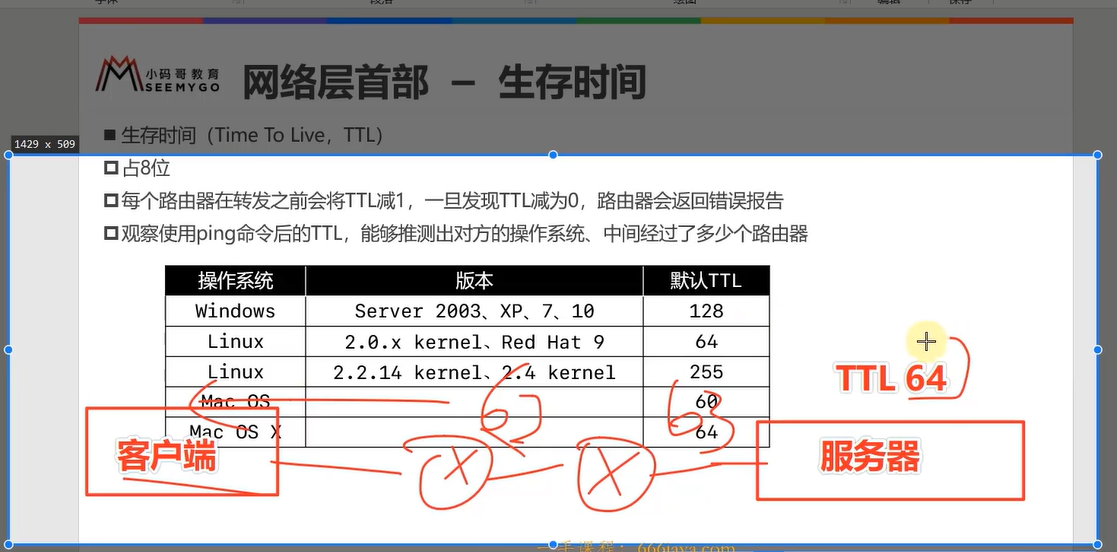 小码哥教育
SEEMYGO
网络层首部 － 生存时间
生存时间（Time To Live，TTL）
1429 x 509
占8位
每个路由器在转发之前会将TTL减1，一旦发现TTL减为0，路由器会返回错误报告
观察使用ping命令后的TTL，能够推测出对方的操作系统、中间经过了多少个路由器
操作系统 版本 默认TTL
Windows Server 2003、XP、7、10 128
Linux 2.0.x kernel、Red Hat 9 64
Linux 2.2.14 kernel、2.4 kernel 255
Mac OS 60
Mac OS X 64
TTL 64
62
63
客户端
服务器